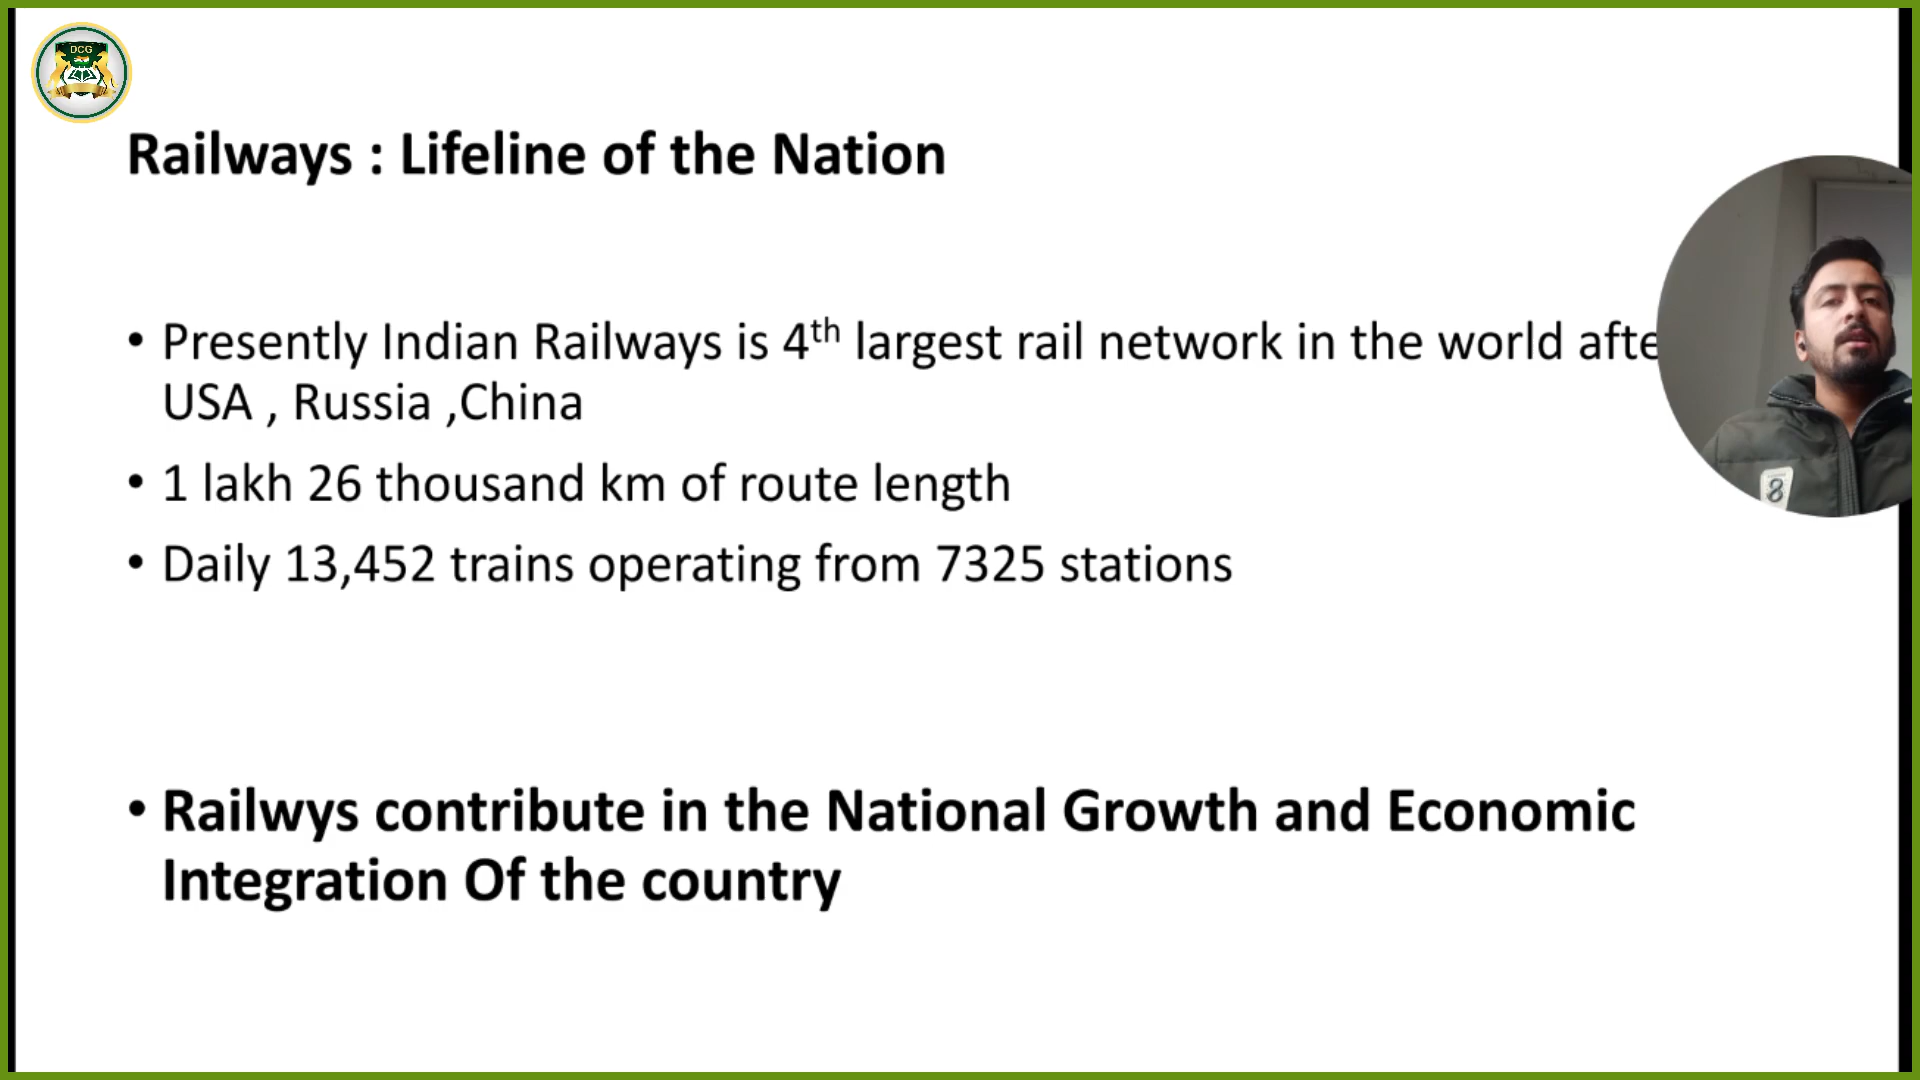 DCG
Railways : Lifeline of the Nation
• Presently Indian Railways is 4th largest rail network in the world afte
USA , Russia ,China
• 1 lakh 26 thousand km of route length
• Daily 13,452 trains operating from 7325 stations
• Railwys contribute in the National Growth and Economic
Integration Of the country
8